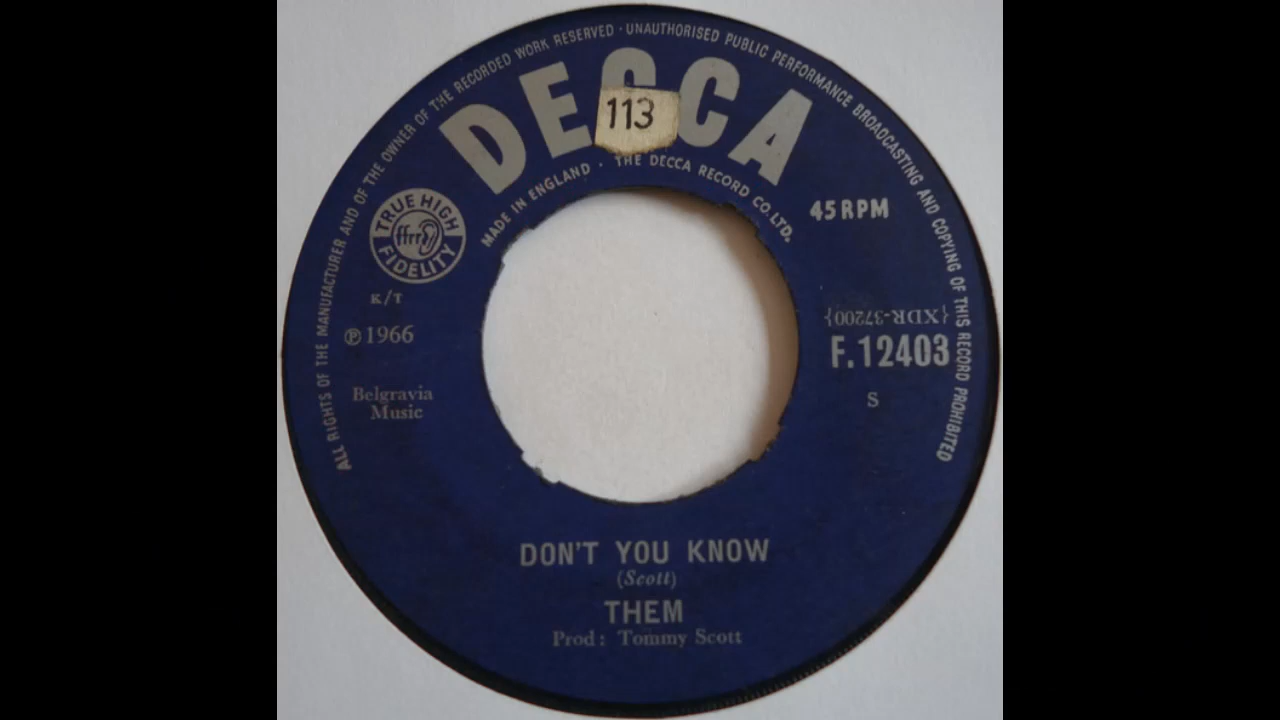 ALL RIGHTS OF THE MANUFACTURER AND OF THE OWNER OF THE RECORDED WORK RESERVED · UNAUTHORISED PUBLIC PERFORMANCE BROADCASTING AND COPYING OF THIS RECORD PROHIBITED
DECCA
113
MADE IN ENGLAND · THE DECCA RECORD CO. LTD.
TRUE HIGH
ffrr
FIDELITY
45 RPM
K/T
℗ 1966
{XDR-37200}
F.12403
Belgravia
Music
S
DON'T YOU KNOW
(Scott)
THEM
Prod: Tommy Scott